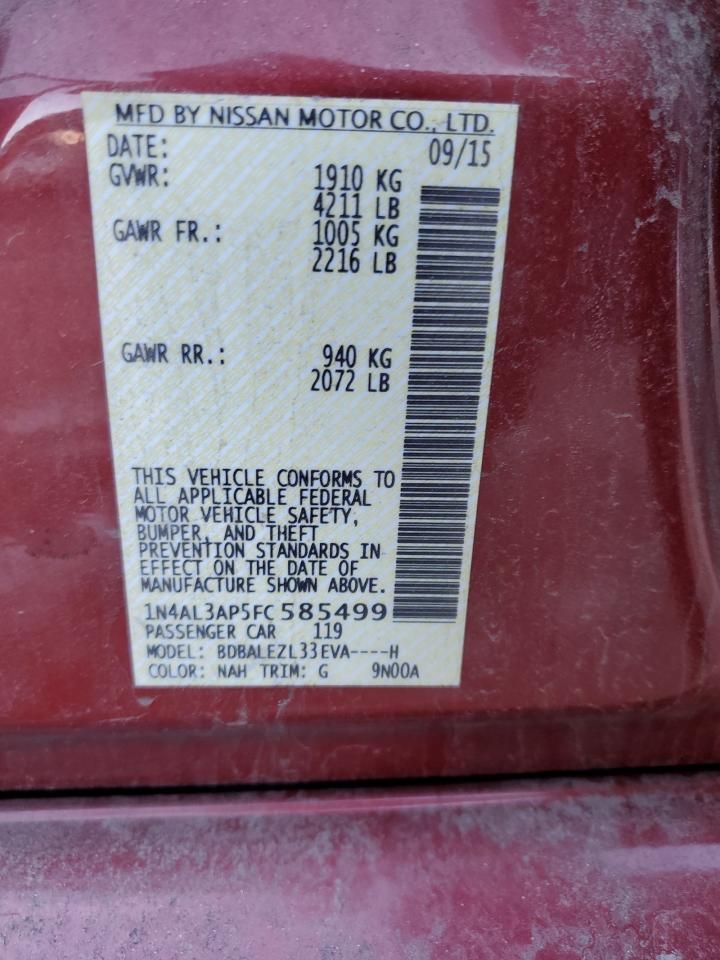 MFD BY NISSAN MOTOR CO., LTD.
DATE: 09/15
GVWR: 1910 KG
4211 LB
GAWR FR.: 1005 KG
2216 LB
GAWR RR.: 940 KG
2072 LB
THIS VEHICLE CONFORMS TO
ALL APPLICABLE FEDERAL
MOTOR VEHICLE SAFETY,
BUMPER, AND THEFT
PREVENTION STANDARDS IN
EFFECT ON THE DATE OF
MANUFACTURE SHOWN ABOVE.
1N4AL3AP5FC585499
PASSENGER CAR 119
MODEL: BDBALEZL33EVA----H
COLOR: NAH TRIM: G 9N00A